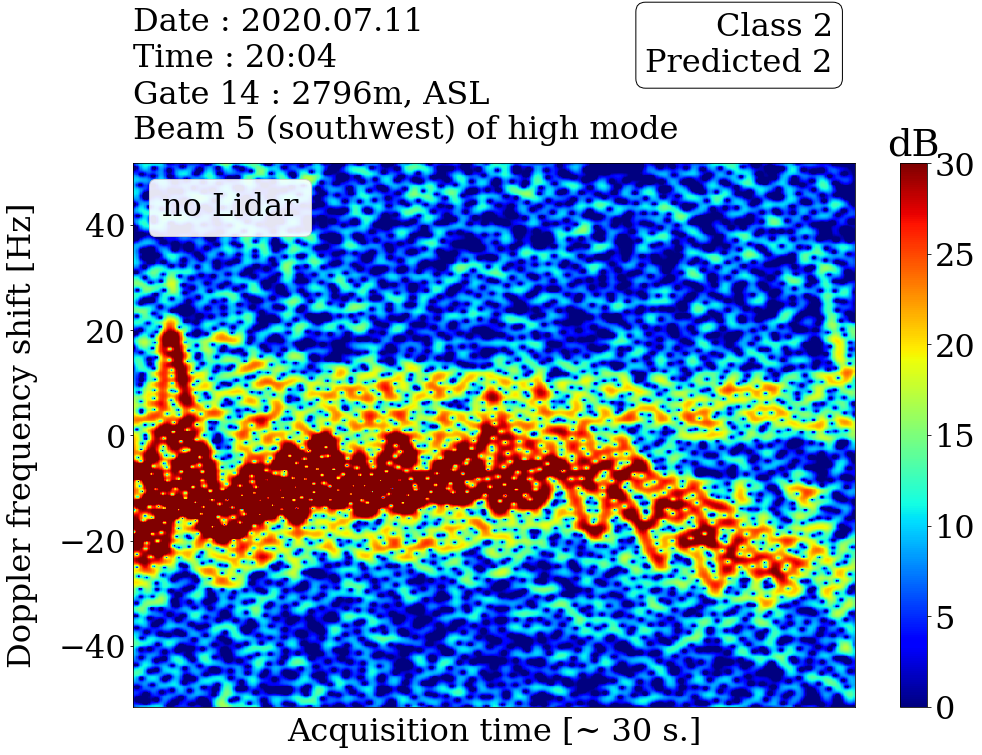 Date : 2020.07.11
Time : 20:04
Gate 14 : 2796m, ASL
Beam 5 (southwest) of high mode
Class 2
Predicted 2
dB
no Lidar
Doppler frequency shift [Hz]
40
20
0
−20
−40
Acquisition time [~ 30 s.]
30
25
20
15
10
5
0